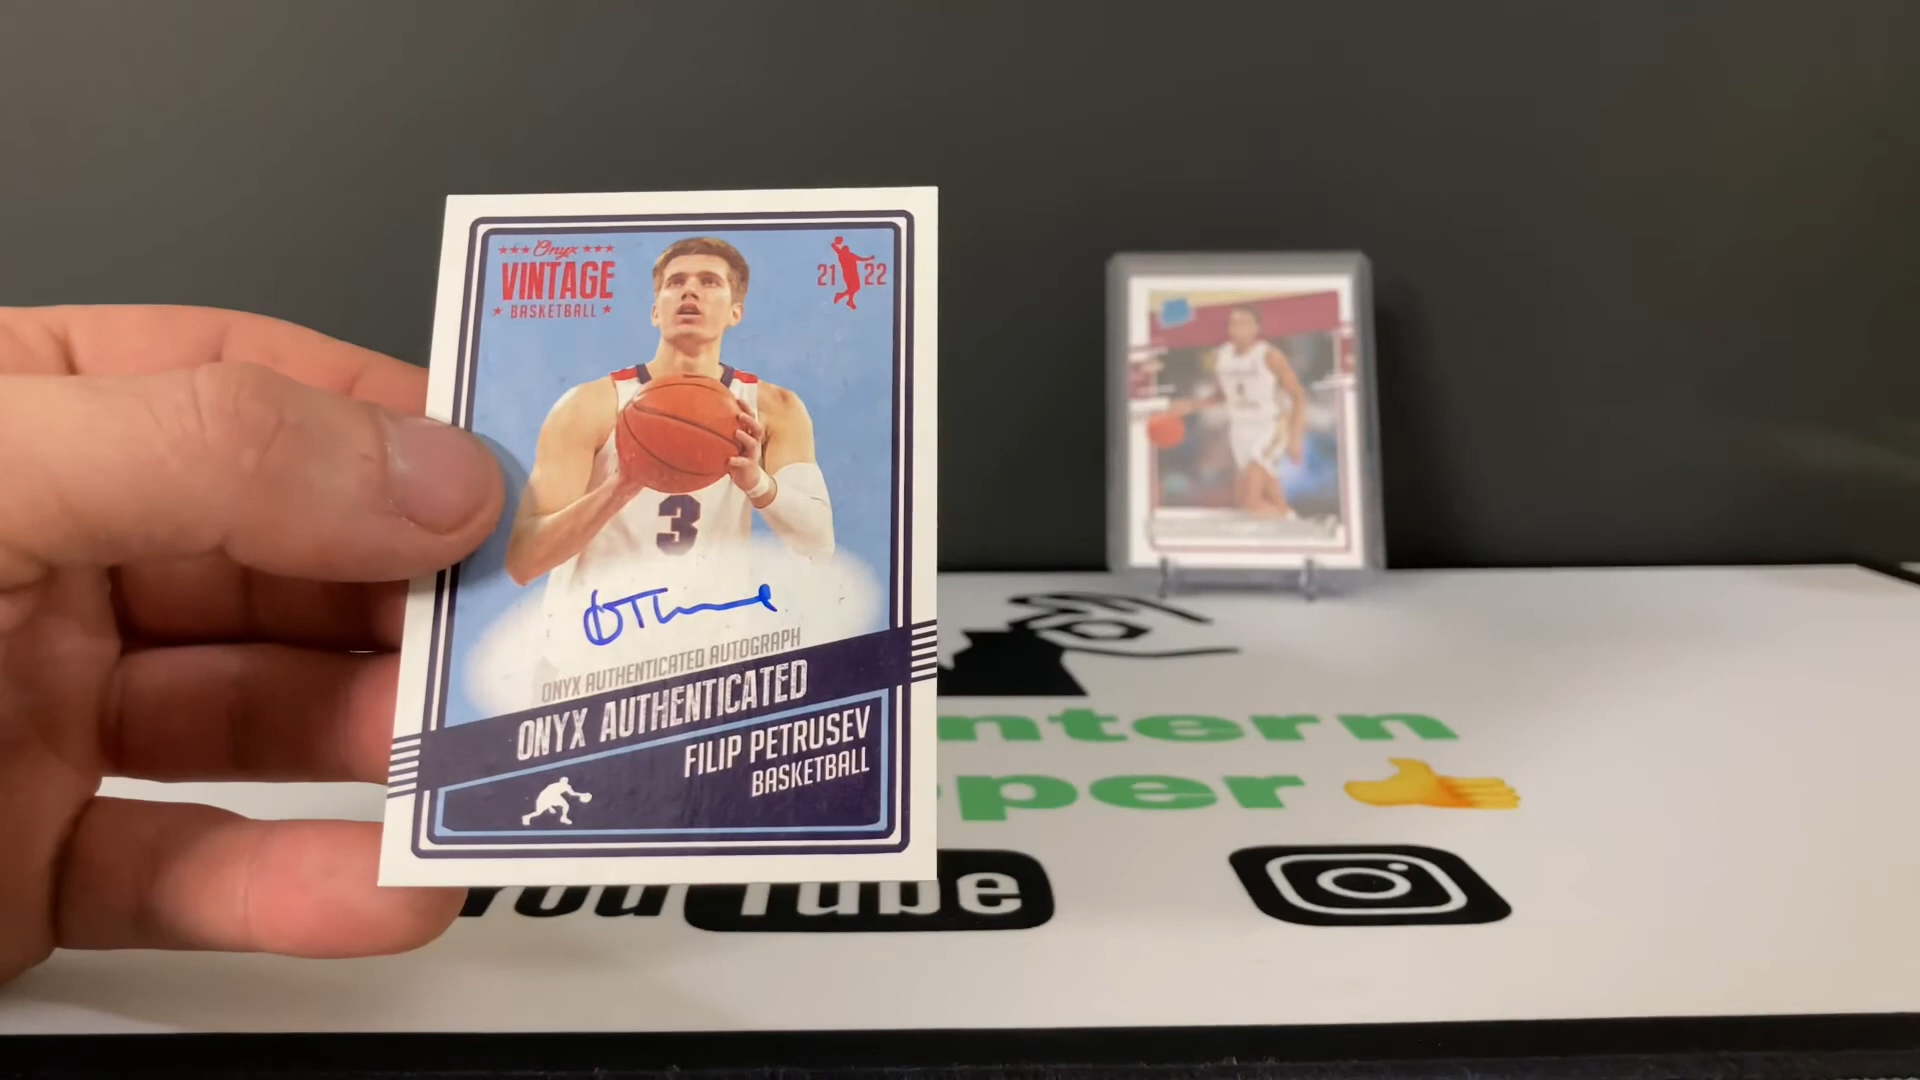 Onyx
VINTAGE
BASKETBALL
21 22
3
ONYX AUTHENTICATED AUTOGRAPH
ONYX AUTHENTICATED
FILIP PETRUSEV
BASKETBALL
ntern
per
YouTube